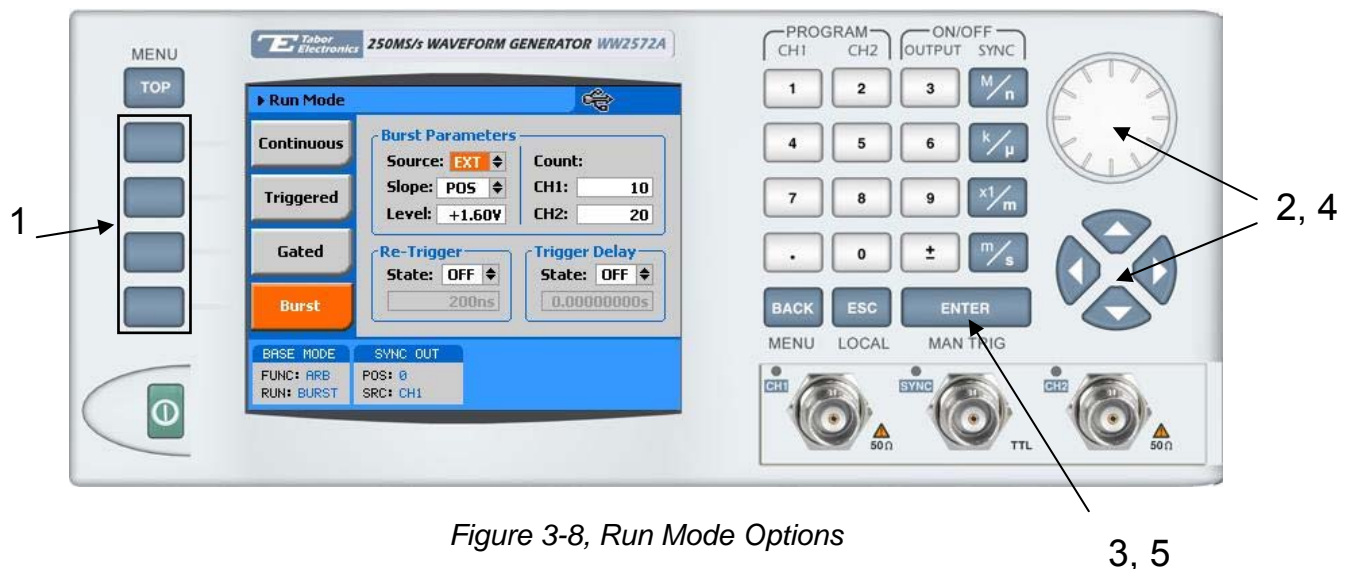 MENU
TOP
1
Tabor Electronics 250MS/s WAVEFORM GENERATOR WW2572A
Run Mode
Continuous
Triggered
Gated
Burst
Burst Parameters
Source: EXT
Slope: POS
Level: +1.60V
Count:
CH1: 10
CH2: 20
Re-Trigger
State: OFF
200ns
Trigger Delay
State: OFF
0.00000000s
BASE MODE
FUNC: ARB
RUN: BURST
SYNC OUT
POS: 0
SRC: CH1
PROGRAM
CH1 CH2
ON/OFF
OUTPUT SYNC
1 2 3 M/n
4 5 6 k/µ
7 8 9 x1/m
. 0 ± m/s
BACK ESC ENTER
MENU LOCAL MAN TRIG
CH1 SYNC CH2
50Ω TTL 50Ω
2, 4
3, 5
Figure 3-8, Run Mode Options